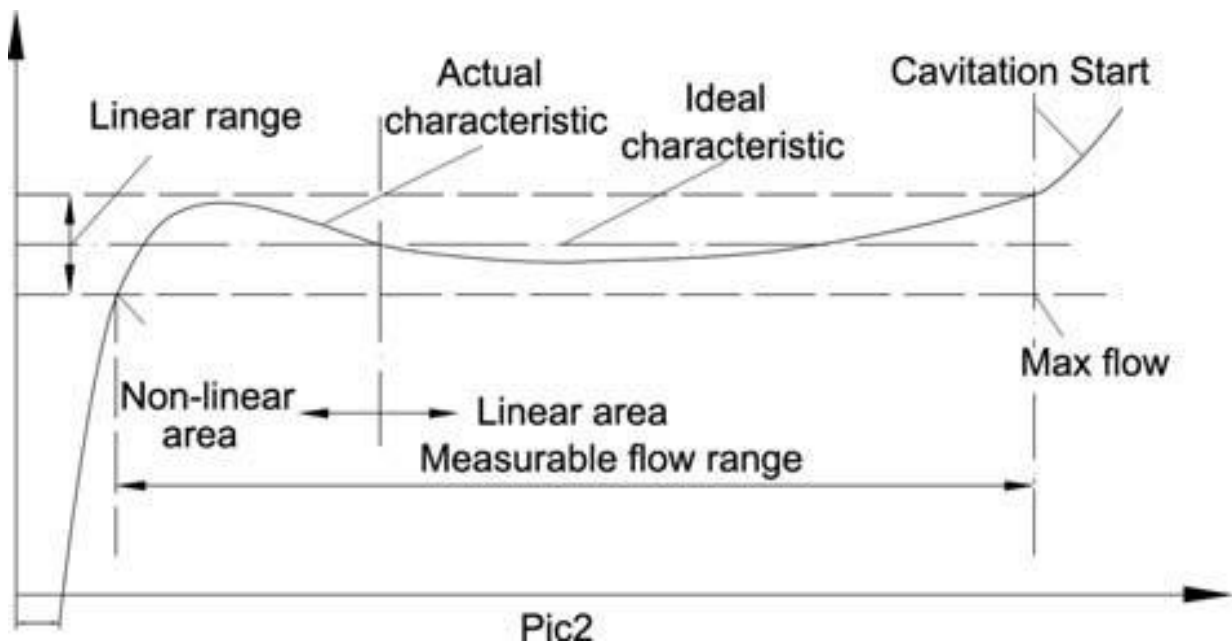 Actual
characteristic
Ideal
characteristic
Cavitation Start
Linear range
Max flow
Non-linear
area
Linear area
Measurable flow range
Pic2